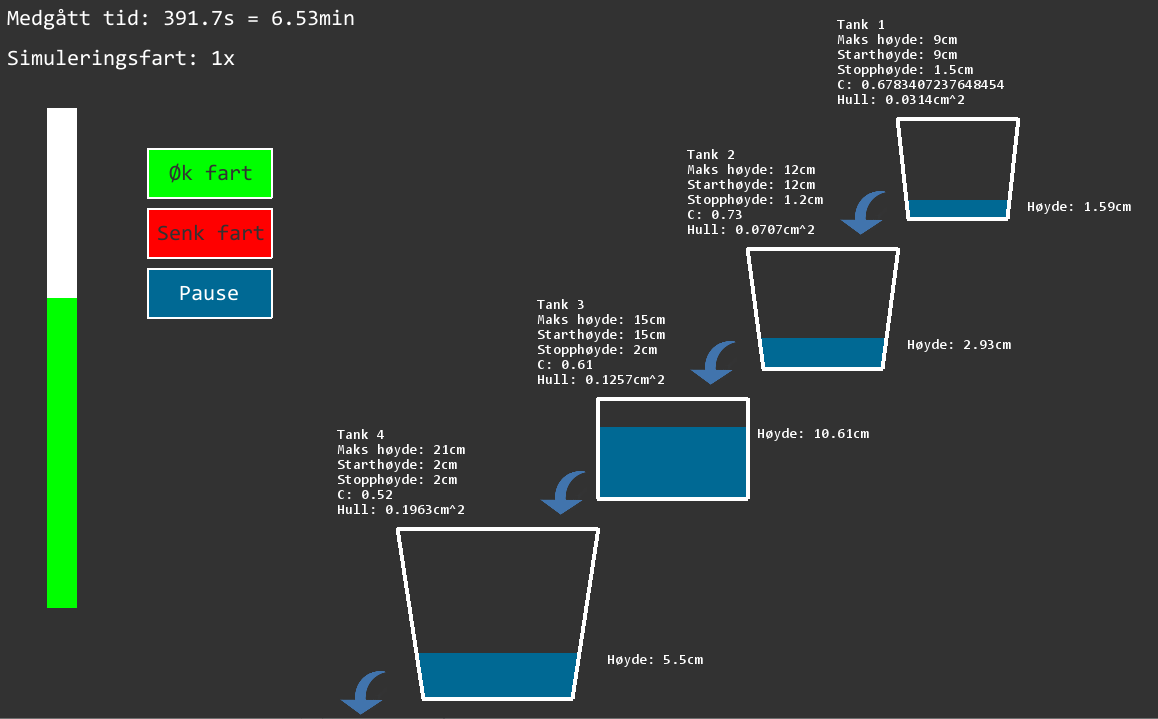 Medgått tid: 391.7s = 6.53min
Simuleringsfart: 1x
Øk fart
Senk fart
Pause
Tank 1
Maks høyde: 9cm
Starthøyde: 9cm
Stopphøyde: 1.5cm
C: 0.6783407237648454
Hull: 0.0314cm^2
Høyde: 1.59cm
Tank 2
Maks høyde: 12cm
Starthøyde: 12cm
Stopphøyde: 1.2cm
C: 0.73
Hull: 0.0707cm^2
Høyde: 2.93cm
Tank 3
Maks høyde: 15cm
Starthøyde: 15cm
Stopphøyde: 2cm
C: 0.61
Hull: 0.1257cm^2
Høyde: 10.61cm
Tank 4
Maks høyde: 21cm
Starthøyde: 2cm
Stopphøyde: 2cm
C: 0.52
Hull: 0.1963cm^2
Høyde: 5.5cm